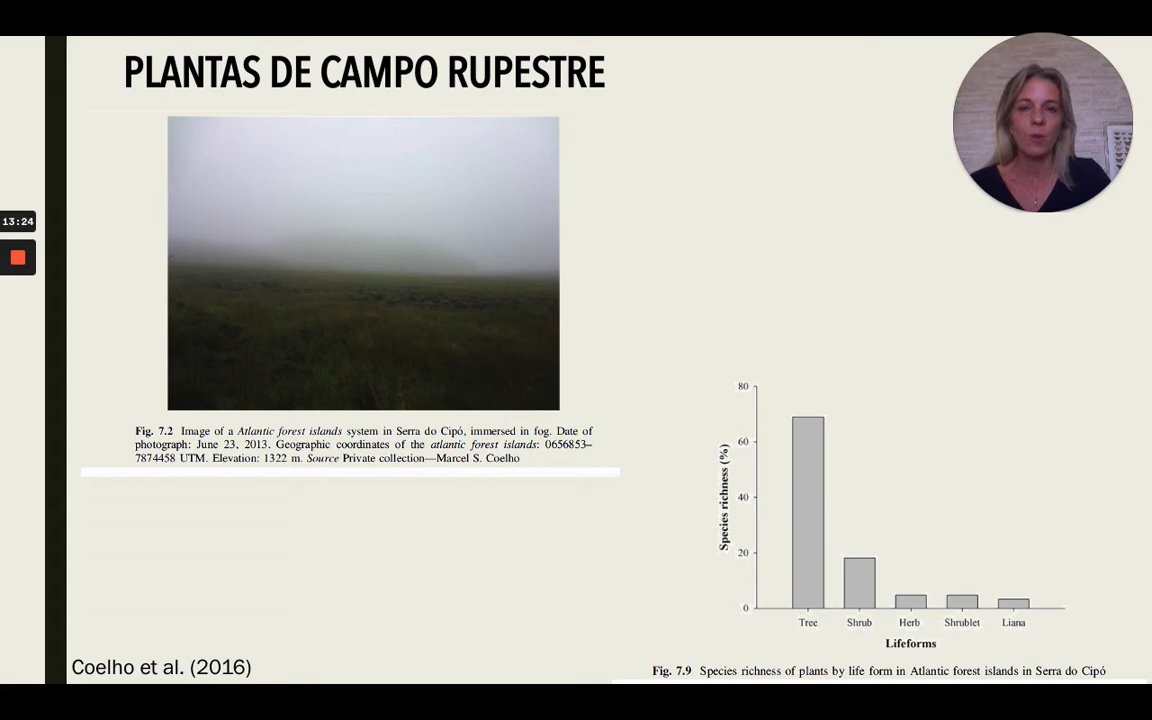 PLANTAS DE CAMPO RUPESTRE
13:24
Fig. 7.2 Image of a Atlantic forest islands system in Serra do Cipó, immersed in fog. Date of
photograph: June 23, 2013. Geographic coordinates of the atlantic forest islands: 0656853–
7874458 UTM. Elevation: 1322 m. Source Private collection—Marcel S. Coelho
80
60
40
20
0
Species richness (%)
Tree Shrub Herb Shrublet Liana
Lifeforms
Fig. 7.9 Species richness of plants by life form in Atlantic forest islands in Serra do Cipó
Coelho et al. (2016)